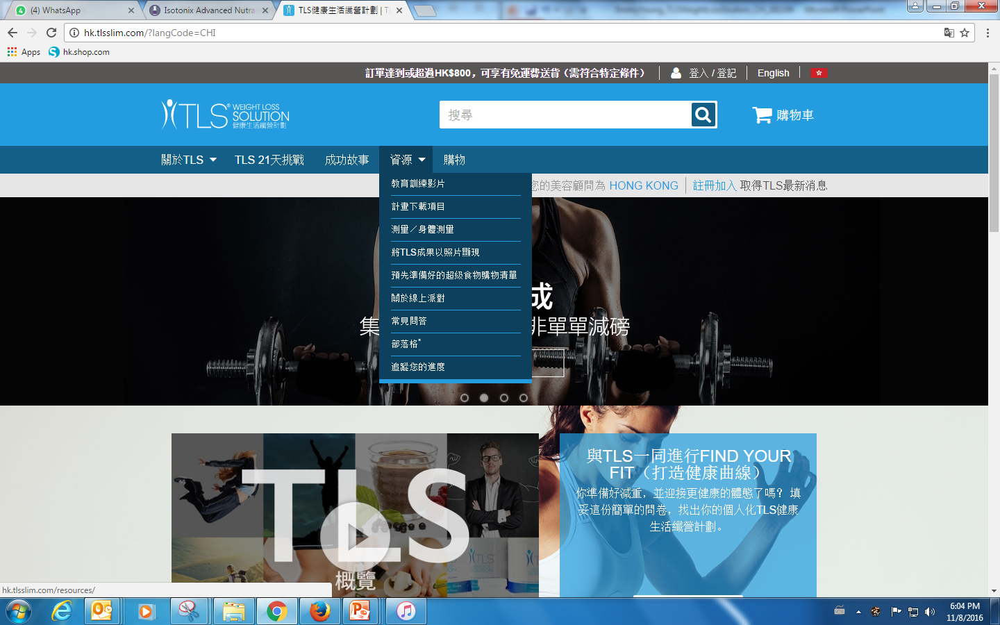 (4) WhatsApp
Isotonix Advanced Nutra
TLS健康生活纖營計劃 | T
hk.tlsslim.com/?langCode=CHI
Apps
hk.shop.com
訂單達到或超過HK$800，可享有免運費送貨（需符合特定條件）
登入 / 登記
English
TLS® WEIGHT LOSS
SOLUTION
健康生活纖營計劃
搜尋
購物車
關於TLS
TLS 21天挑戰
成功故事
資源
購物
您的美容顧問為 HONG KONG
註冊加入 取得TLS最新消息
教育訓練影片
計畫下載項目
測量／身體測量
將TLS成果以照片顯現
預先準備好的超級食物購物清單
關於線上派對
常見問答
部落格*
追蹤您的進度
成
集
非單單減磅
TLS
概覽
TLS
與TLS一同進行FIND YOUR
FIT（打造健康曲線）
你準備好減重，並迎接更健康的體態了嗎？ 填
妥這份簡單的問卷，找出你的個人化TLS健康
生活纖營計劃。
hk.tlsslim.com/resources/
6:04 PM
11/8/2016